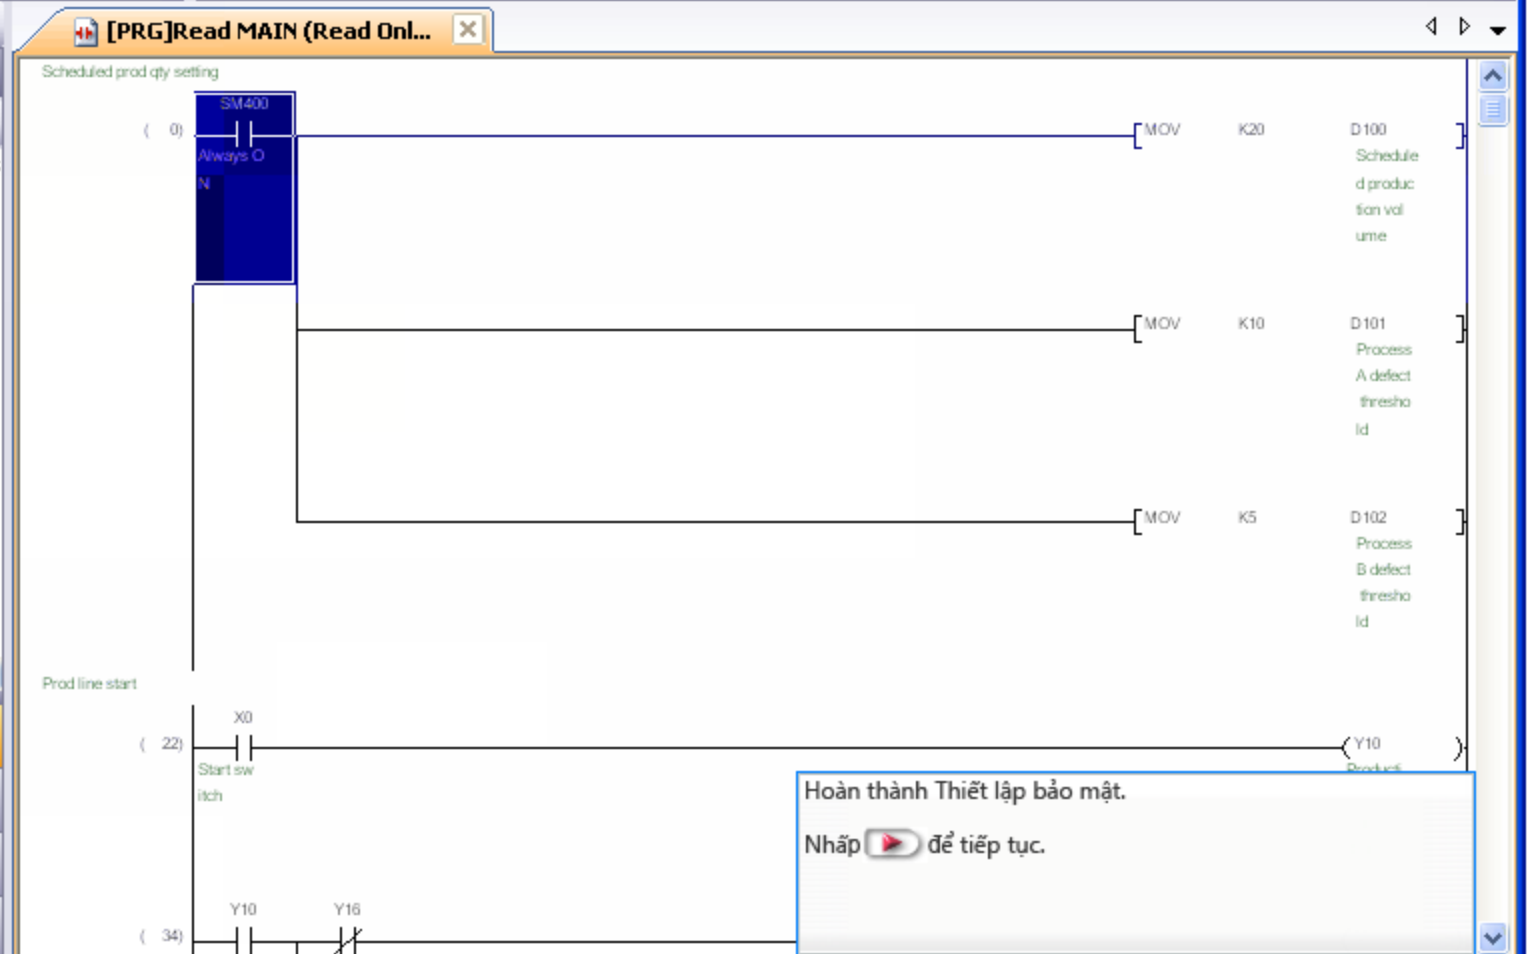 [PRG]Read MAIN (Read Onl...
Scheduled prod qty setting
SM400
( 0)
Always O
N
MOV K20 D100
Schedule
d produc
tion vol
ume
MOV K10 D101
Process
A defect
thresho
ld
MOV K5 D102
Process
B defect
thresho
ld
Prod line start
X0
( 22)
Y10
Start sw
itch
Producti
Hoàn thành Thiết lập bảo mật.
Nhấp để tiếp tục.
Y10 Y16
( 34)